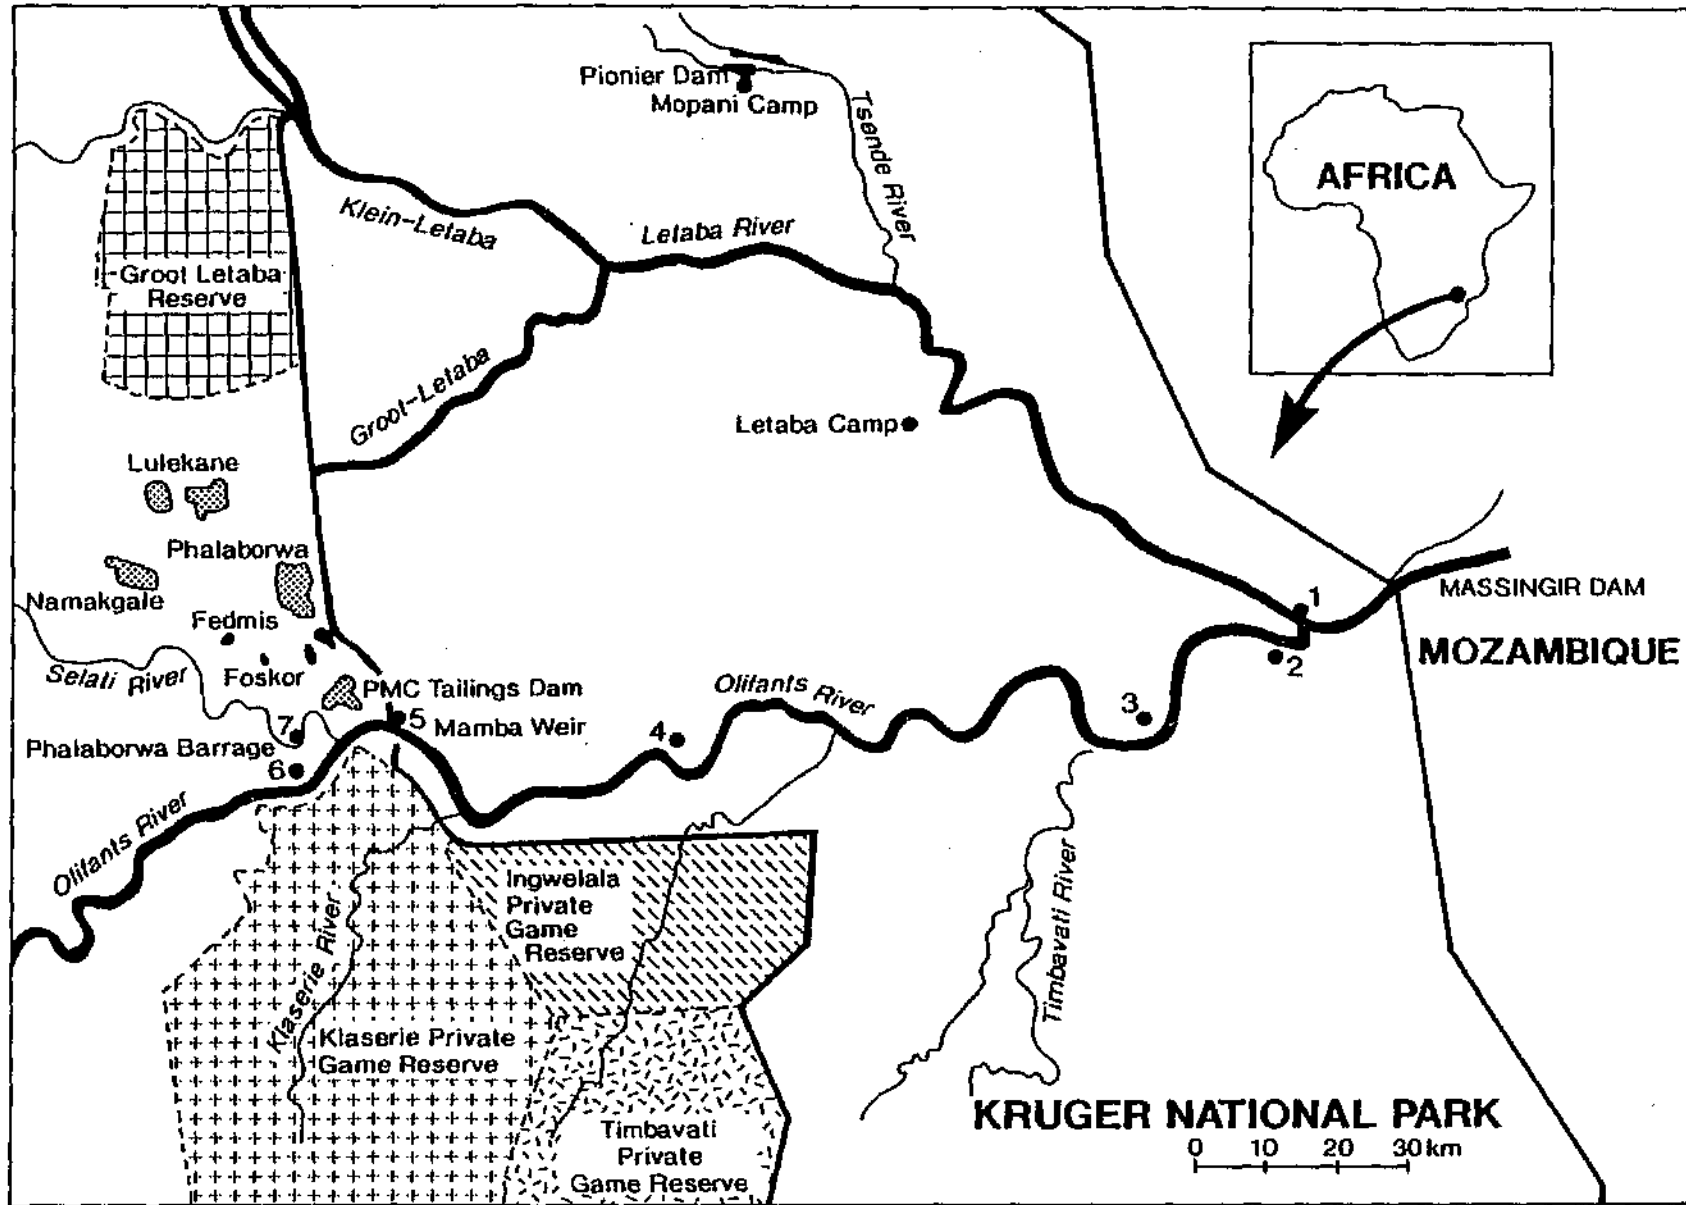 Pionier Dam
Mopani Camp
Tsende River
AFRICA
Klein-Letaba
Letaba River
Groot Letaba
Reserve
Groot-Letaba
Letaba Camp
Lulekane
Phalaborwa
Namakgale
Fedmis
Foskor
Selati River
PMC Tailings Dam
Mamba Weir
Phalaborwa Barrage
Olifants River
Olifants River
1
2
3
4
5
6
7
MASSINGIR DAM
MOZAMBIQUE
Ingwelala
Private
Game
Reserve
Klaserie River
Klaserie Private
Game Reserve
Timbavati River
Timbavati
Private
Game Reserve
KRUGER NATIONAL PARK
0 10 20 30 km